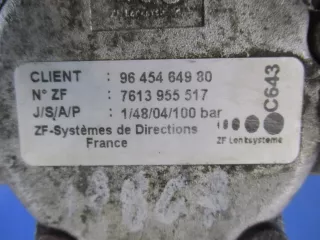 CLIENT : 96 454 649 80
N° ZF : 7613 955 517
J/S/A/P : 1/48/04/100 bar
ZF-Systèmes de Directions
France
C643
ZF Lenksysteme